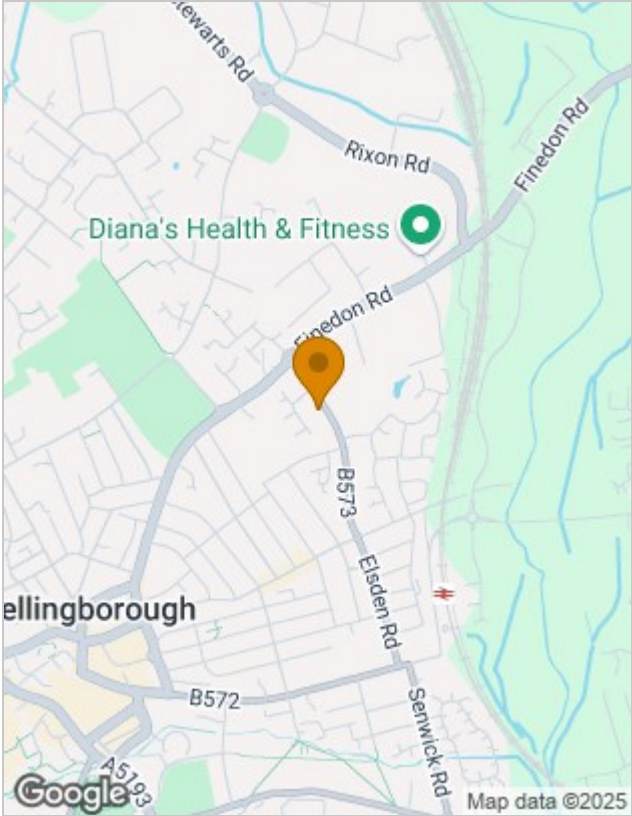 tewarts Rd
Rixon Rd
Finedon Rd
Diana's Health & Fitness
Finedon Rd
B573
Elsden Rd
ellingborough
B572
Senwick Rd
A5193
Google
Map data ©2025